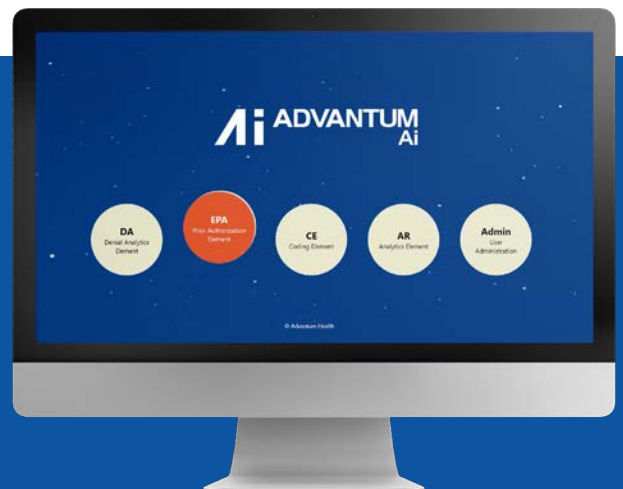 Ai ADVANTUM
Ai
DA
Denial Analytics
Element
EPA
Prior Authorization
Element
CE
Coding Element
AR
Analytics Element
Admin
User
Administration
© Advantum Health